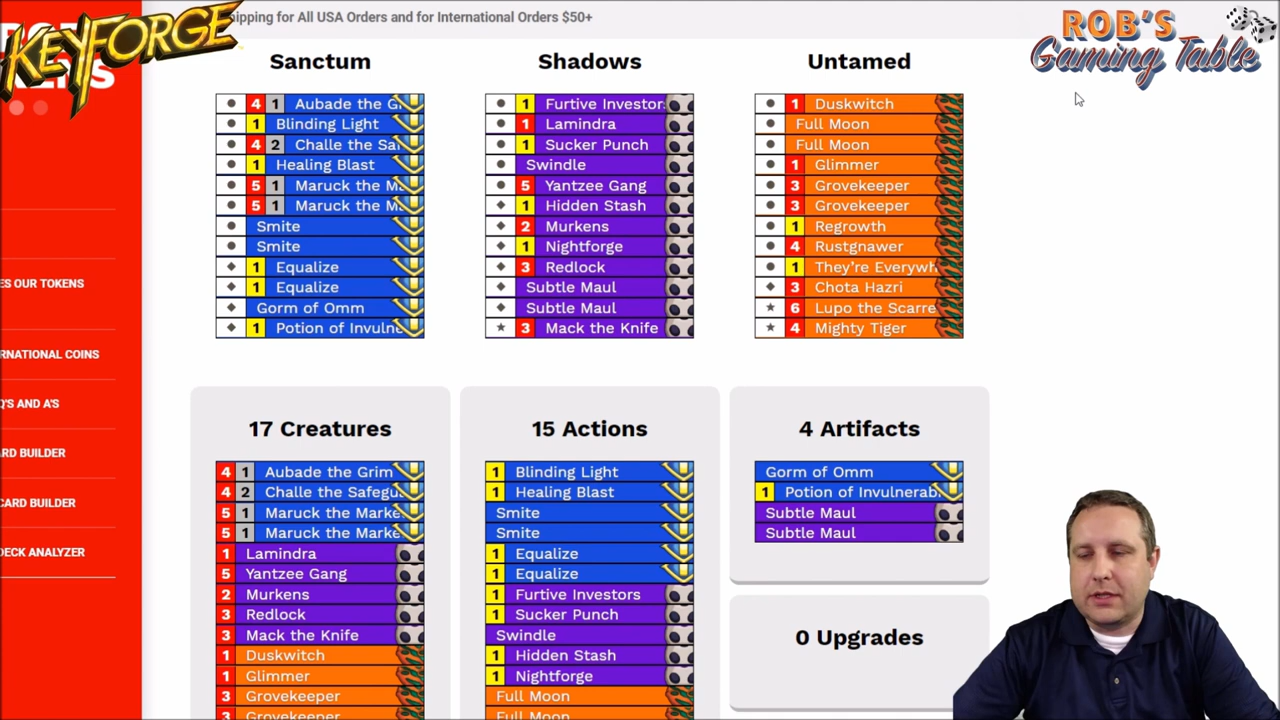 ipping for All USA Orders and for International Orders $50+
KEYFORGE
ROB'S
Gaming Table
Sanctum
4 1 Aubade the G
1 Blinding Light
4 2 Challe the Sa
1 Healing Blast
5 1 Maruck the M
5 1 Maruck the M
Smite
Smite
1 Equalize
1 Equalize
Gorm of Omm
1 Potion of Invulne
Shadows
1 Furtive Investor
1 Lamindra
1 Sucker Punch
Swindle
5 Yantzee Gang
1 Hidden Stash
2 Murkens
1 Nightforge
3 Redlock
Subtle Maul
Subtle Maul
3 Mack the Knife
Untamed
1 Duskwitch
Full Moon
Full Moon
1 Glimmer
3 Grovekeeper
3 Grovekeeper
1 Regrowth
4 Rustgnawer
1 They're Everywh
3 Chota Hazri
6 Lupo the Scarre
4 Mighty Tiger
ES OUR TOKENS
RNATIONAL COINS
Q'S AND A'S
ARD BUILDER
CARD BUILDER
DECK ANALYZER
17 Creatures
4 1 Aubade the Grim
4 2 Challe the Safegu
5 1 Maruck the Marke
5 1 Maruck the Marke
1 Lamindra
5 Yantzee Gang
2 Murkens
3 Redlock
3 Mack the Knife
1 Duskwitch
1 Glimmer
3 Grovekeeper
3 Grovekeeper
15 Actions
1 Blinding Light
1 Healing Blast
Smite
Smite
1 Equalize
1 Equalize
1 Furtive Investors
1 Sucker Punch
Swindle
1 Hidden Stash
1 Nightforge
Full Moon
Full Moon
4 Artifacts
Gorm of Omm
1 Potion of Invulnerab
Subtle Maul
Subtle Maul
0 Upgrades